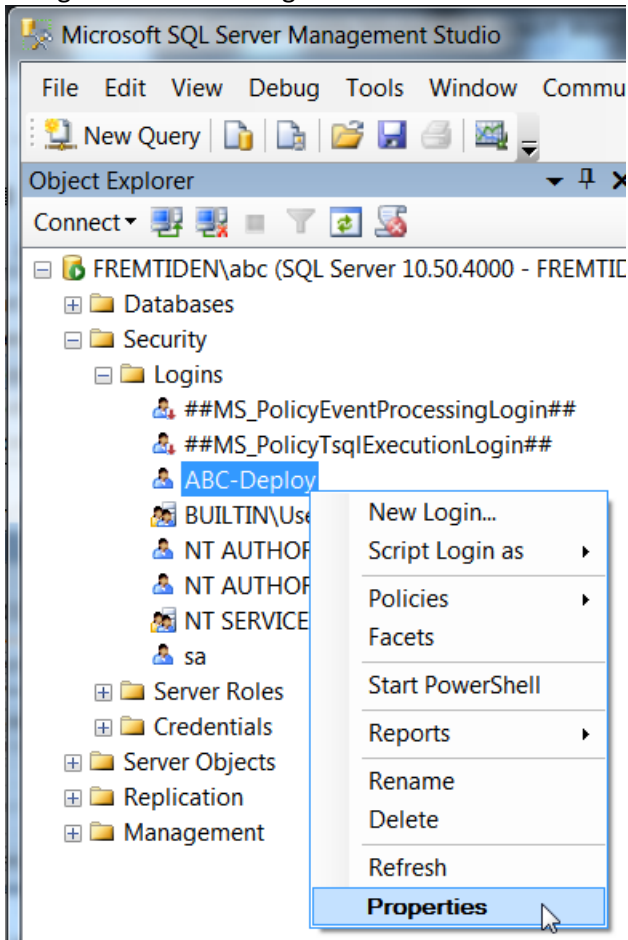 Microsoft SQL Server Management Studio
File Edit View Debug Tools Window Commu
New Query
Object Explorer
Connect
FREMTIDEN\abc (SQL Server 10.50.4000 - FREMTID
Databases
Security
Logins
##MS_PolicyEventProcessingLogin##
##MS_PolicyTsqlExecutionLogin##
ABC-Deploy
BUILTIN\Use
NT AUTHOR
NT AUTHOR
NT SERVICE
sa
Server Roles
Credentials
Server Objects
Replication
Management
New Login...
Script Login as
Policies
Facets
Start PowerShell
Reports
Rename
Delete
Refresh
Properties